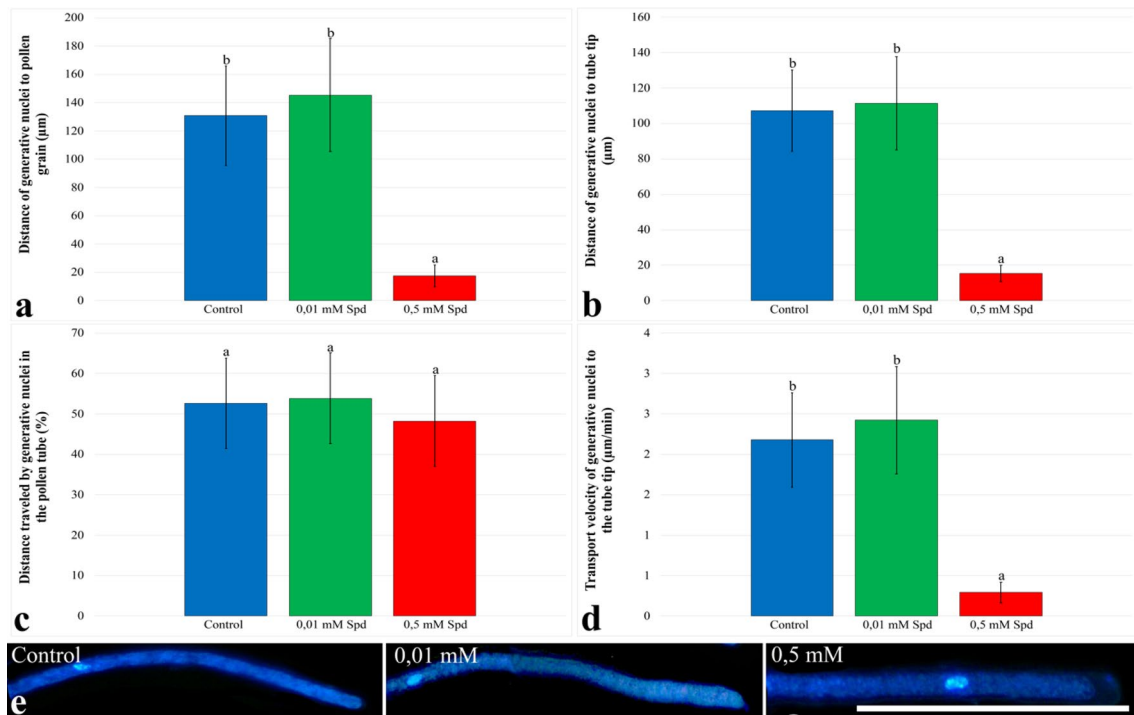 Distance of generative nuclei to pollen
grain (µm)
200
180
160
140
120
100
80
60
40
20
0
b
b
a
Control
0,01 mM Spd
0,5 mM Spd
a
Distance of generative nuclei to tube tip
(µm)
160
140
120
100
80
60
40
20
0
b
b
a
Control
0,01 mM Spd
0,5 mM Spd
b
Distance traveled by generative nuclei in
the pollen tube (%)
70
60
50
40
30
20
10
0
a
a
a
Control
0,01 mM Spd
0,5 mM Spd
c
Transport velocity of generative nuclei to
the tube tip (µm/min)
4
3
3
2
2
1
1
0
b
b
a
Control
0,01 mM Spd
0,5 mM Spd
d
Control
0,01 mM
0,5 mM
e